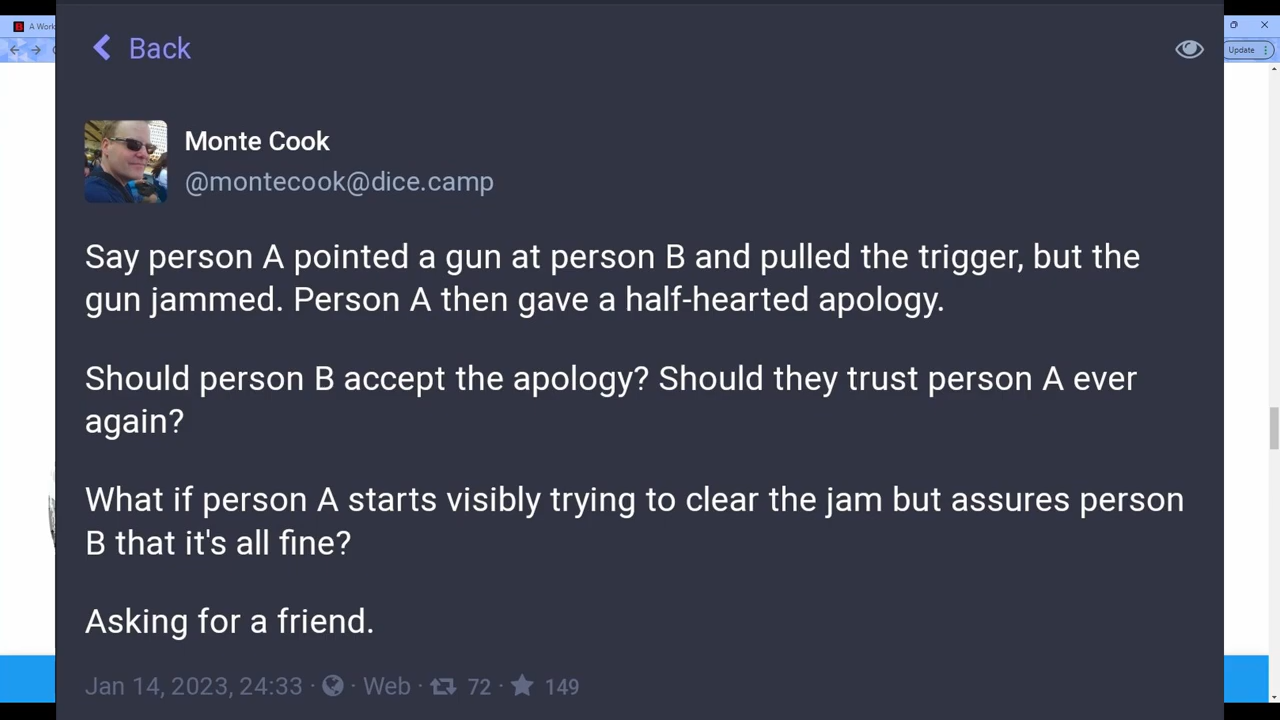 A Work
Update
Back
Monte Cook
@montecook@dice.camp
Say person A pointed a gun at person B and pulled the trigger, but the
gun jammed. Person A then gave a half-hearted apology.
Should person B accept the apology? Should they trust person A ever
again?
What if person A starts visibly trying to clear the jam but assures person
B that it's all fine?
Asking for a friend.
Jan 14, 2023, 24:33 · Web · 72 · 149